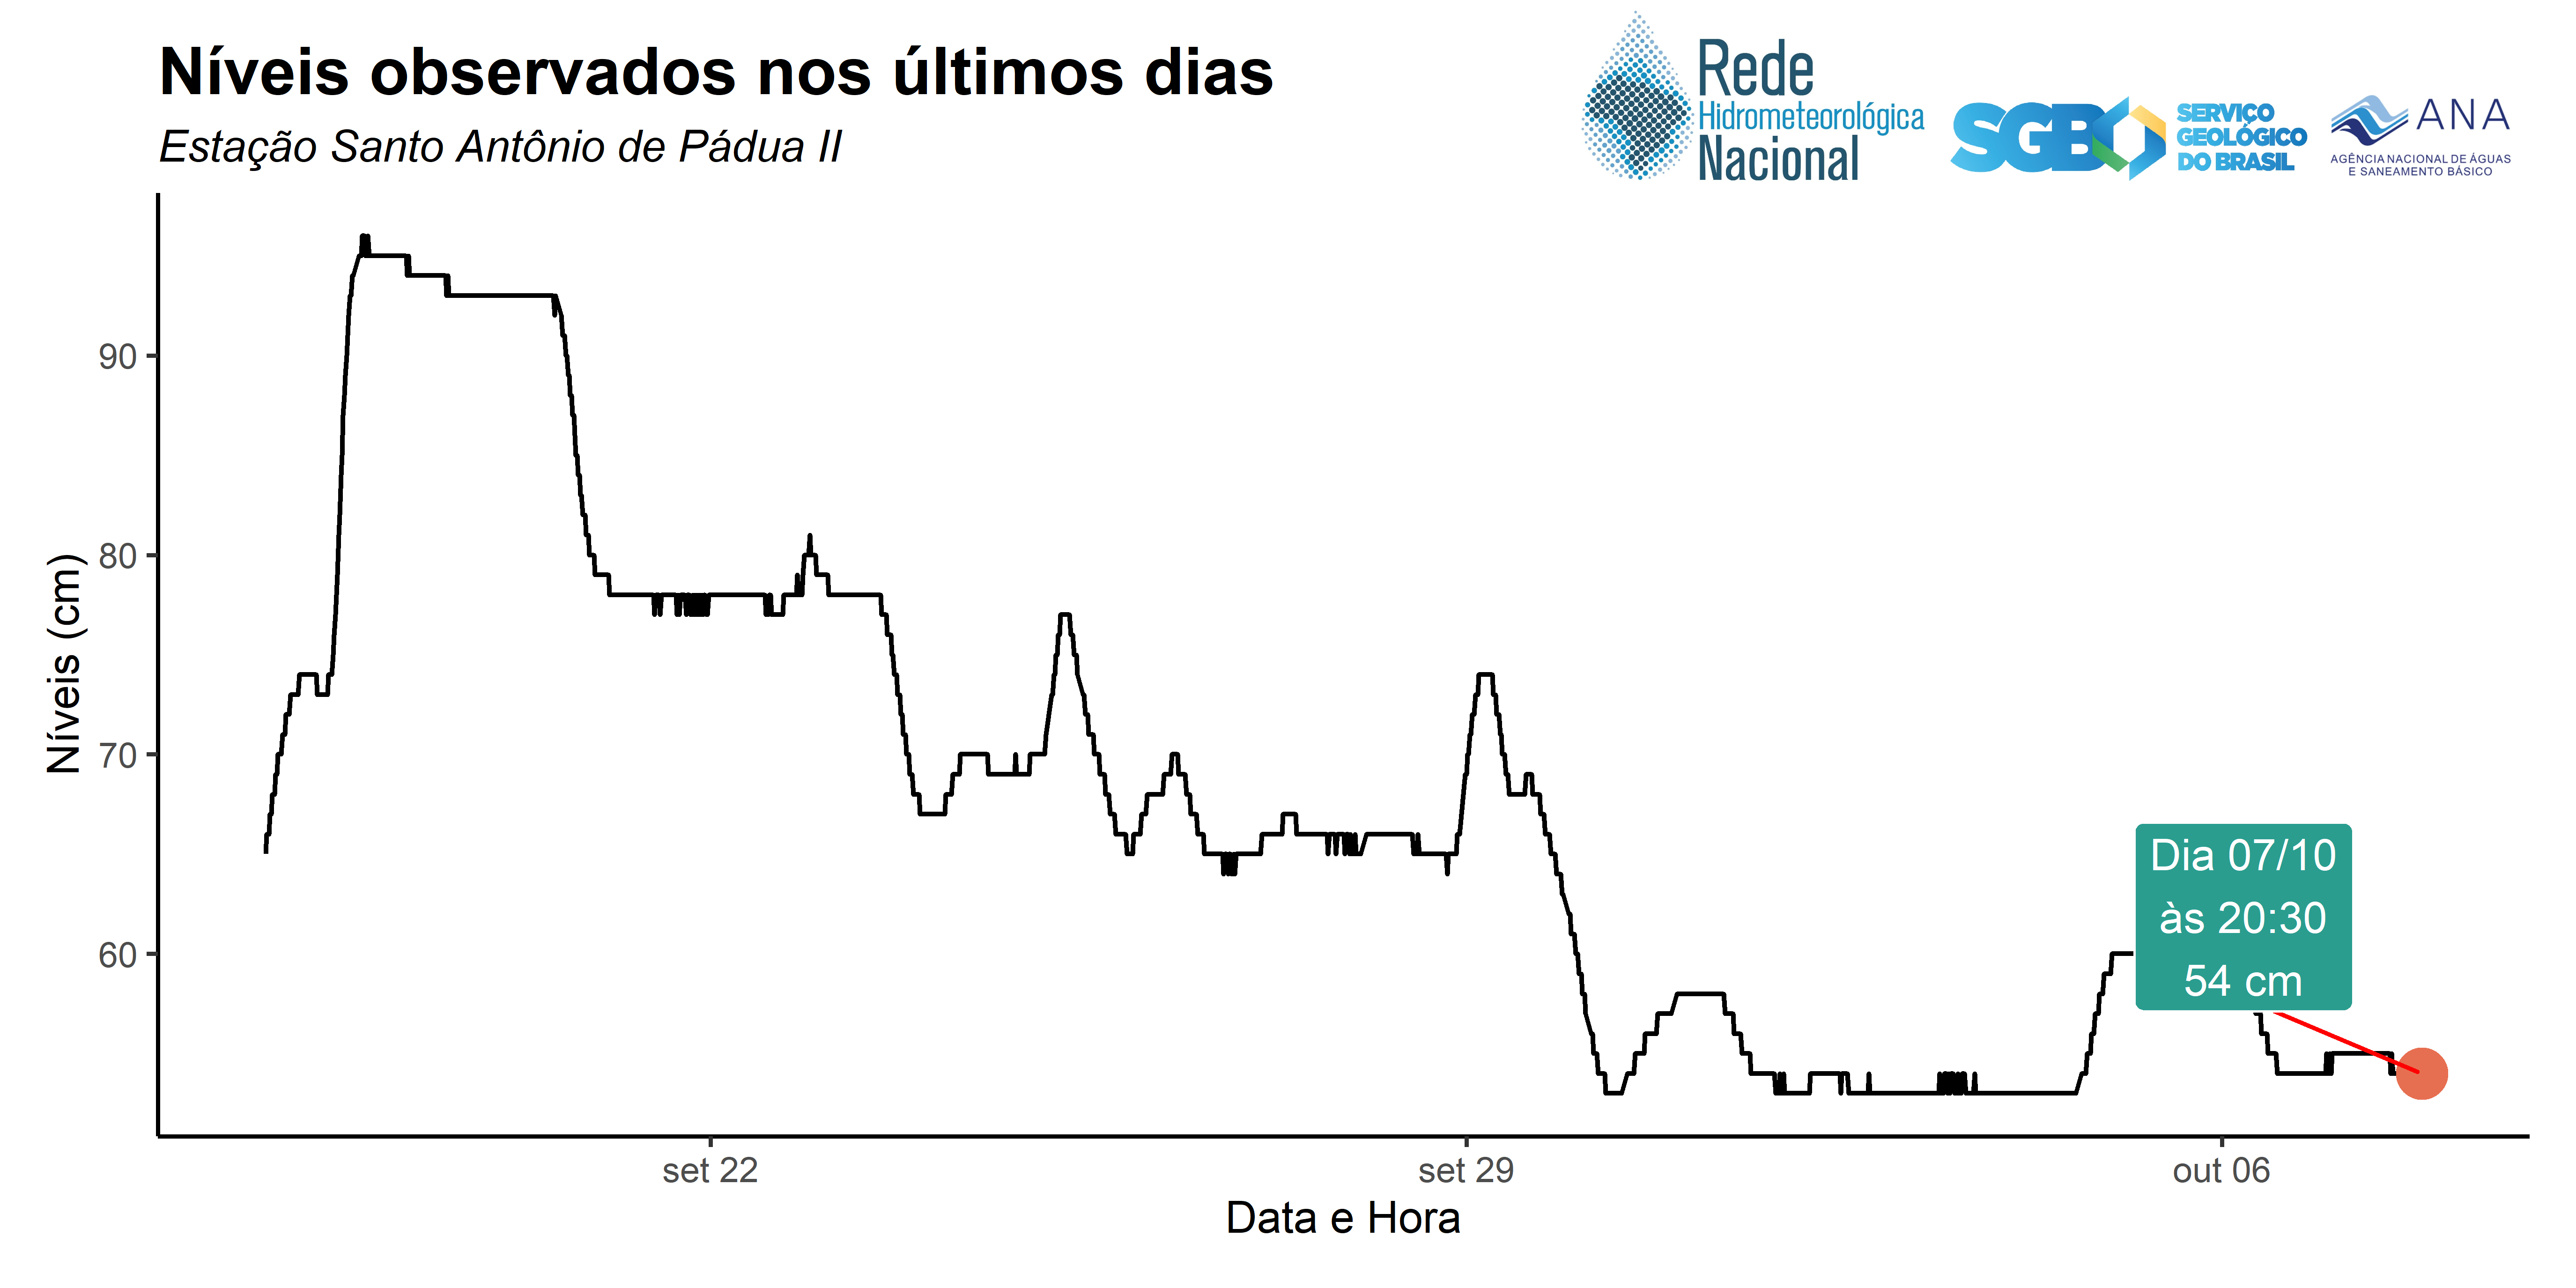 Níveis observados nos últimos dias
Estação Santo Antônio de Pádua II
Rede
Hidrometeorológica
Nacional
SGB
SERVIÇO
GEOLÓGICO
DO BRASIL
ANA
AGÊNCIA NACIONAL DE ÁGUAS
E SANEAMENTO BÁSICO
Níveis (cm)
90
80
70
60
Dia 07/10
às 20:30
54 cm
set 22
set 29
out 06
Data e Hora